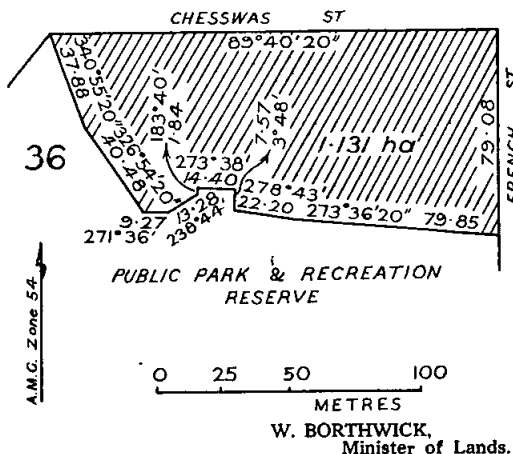 CHESSWAS ST
89°40'20"
340°55'20"
37·88
326°54'20"
40·48
183°40'
1·84
7·57
3°48'
1·131 ha
79·08
FRENCH ST
36
273°38'
14·40
278°43'
22·20
273°36'20"
79·85
13·28
238°44'
9·27
271°36'
PUBLIC PARK & RECREATION
RESERVE
A.M.G. Zone 54
0 25 50 100
METRES
W. BORTHWICK,
Minister of Lands.